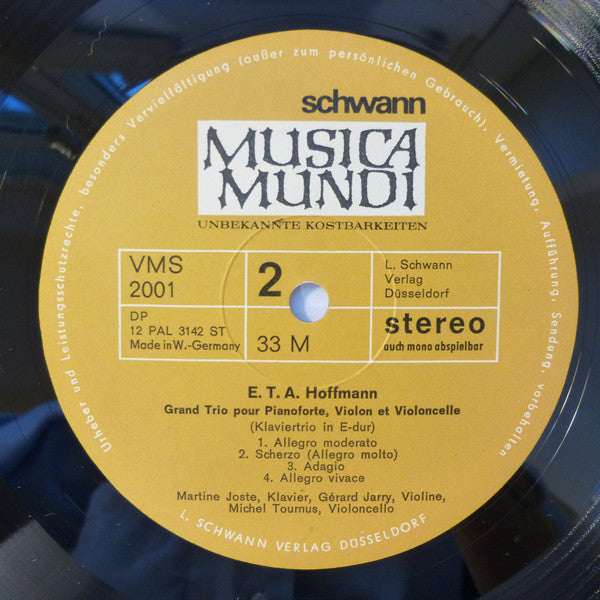 Urheber und Leistungsschutzrechte, besonders Vervielfältigung (außer zum persönlichen Gebrauch), Vermietung, Aufführung, Sendung, vorbehalten
schwann
MUSICA
MUNDI
UNBEKANNTE KOSTBARKEITEN
VMS
2001
2
L. Schwann
Verlag
Düsseldorf
DP
12 PAL 3142 ST
Made in W.-Germany
33 M
stereo
auch mono abspielbar
E. T. A. Hoffmann
Grand Trio pour Pianoforte, Violon et Violoncelle
(Klaviertrio in E-dur)
1. Allegro moderato
2. Scherzo (Allegro molto)
3. Adagio
4. Allegro vivace
Martine Joste, Klavier, Gérard Jarry, Violine,
Michel Tournus, Violoncello
L. SCHWANN VERLAG DÜSSELDORF